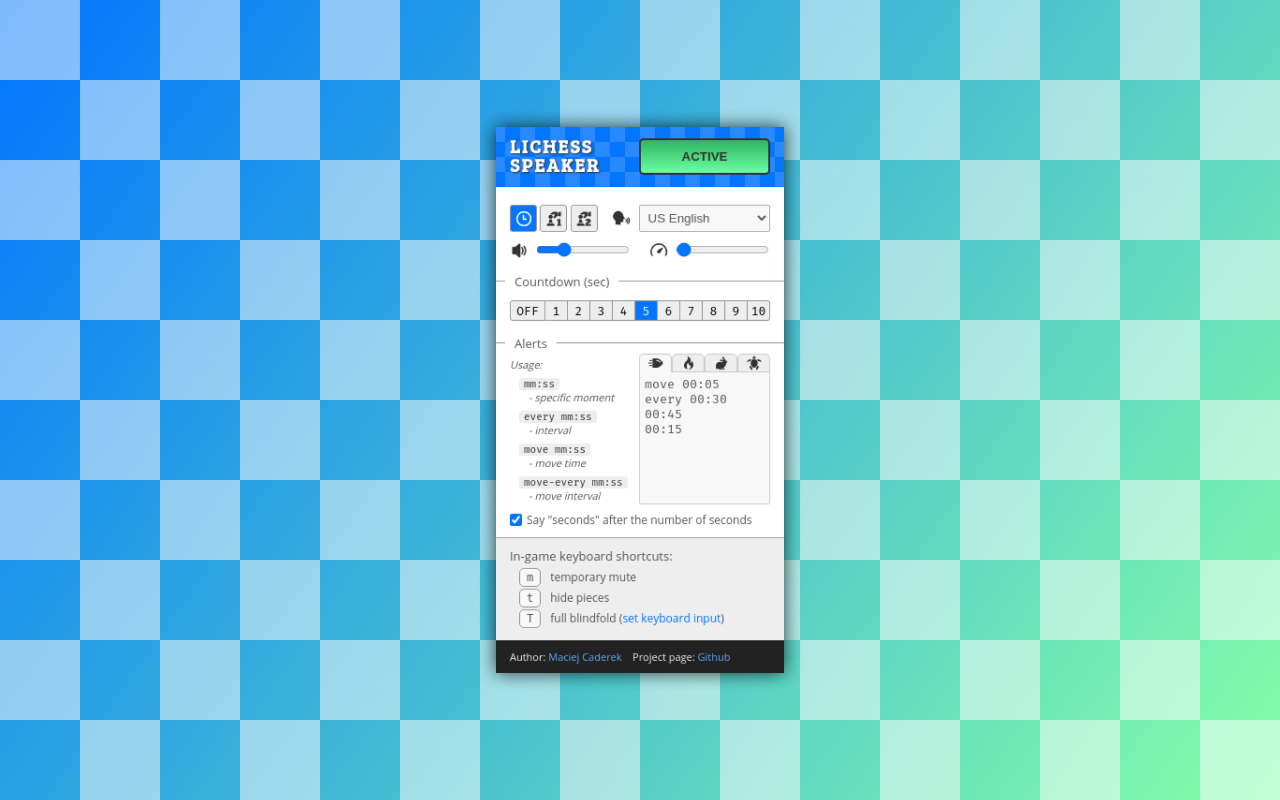 LICHESS
SPEAKER
ACTIVE
1
2
US English
Countdown (sec)
OFF 1 2 3 4 5 6 7 8 9 10
Alerts
Usage:
mm:ss
- specific moment
every mm:ss
- interval
move mm:ss
- move time
move-every mm:ss
- move interval
move 00:05
every 00:30
00:45
00:15
Say "seconds" after the number of seconds
In-game keyboard shortcuts:
m temporary mute
t hide pieces
T full blindfold (set keyboard input)
Author: Maciej Caderek Project page: Github